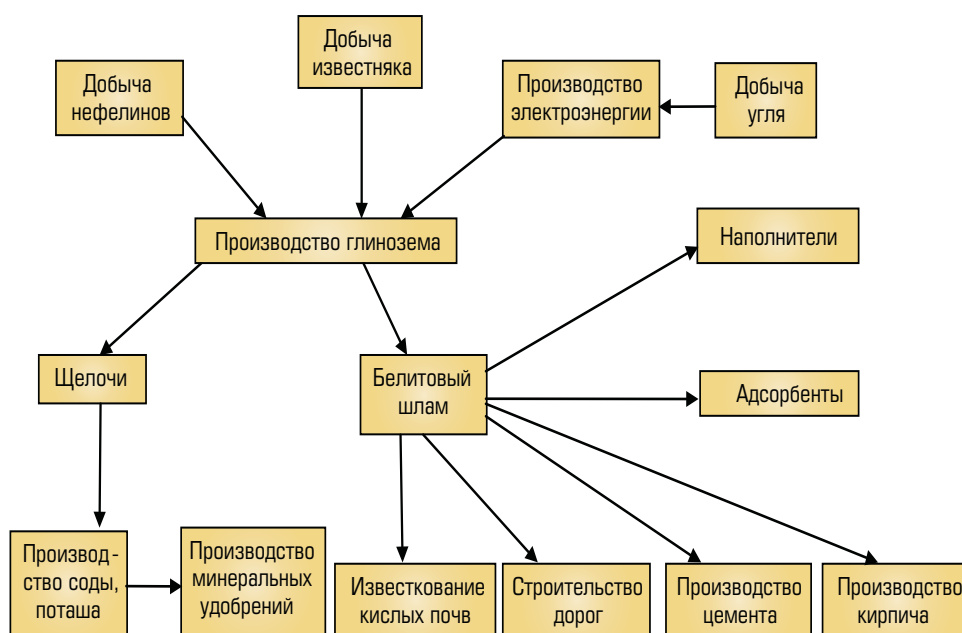 Добыча
известняка
Добыча
нефелинов
Производство
электроэнергии
Добыча
угля
Производство глинозема
Наполнители
Щелочи
Белитовый
шлам
Адсорбенты
Производ-
ство соды,
поташа
Производство
минеральных
удобрений
Известкование
кислых почв
Строительство
дорог
Производство
цемента
Производство
кирпича